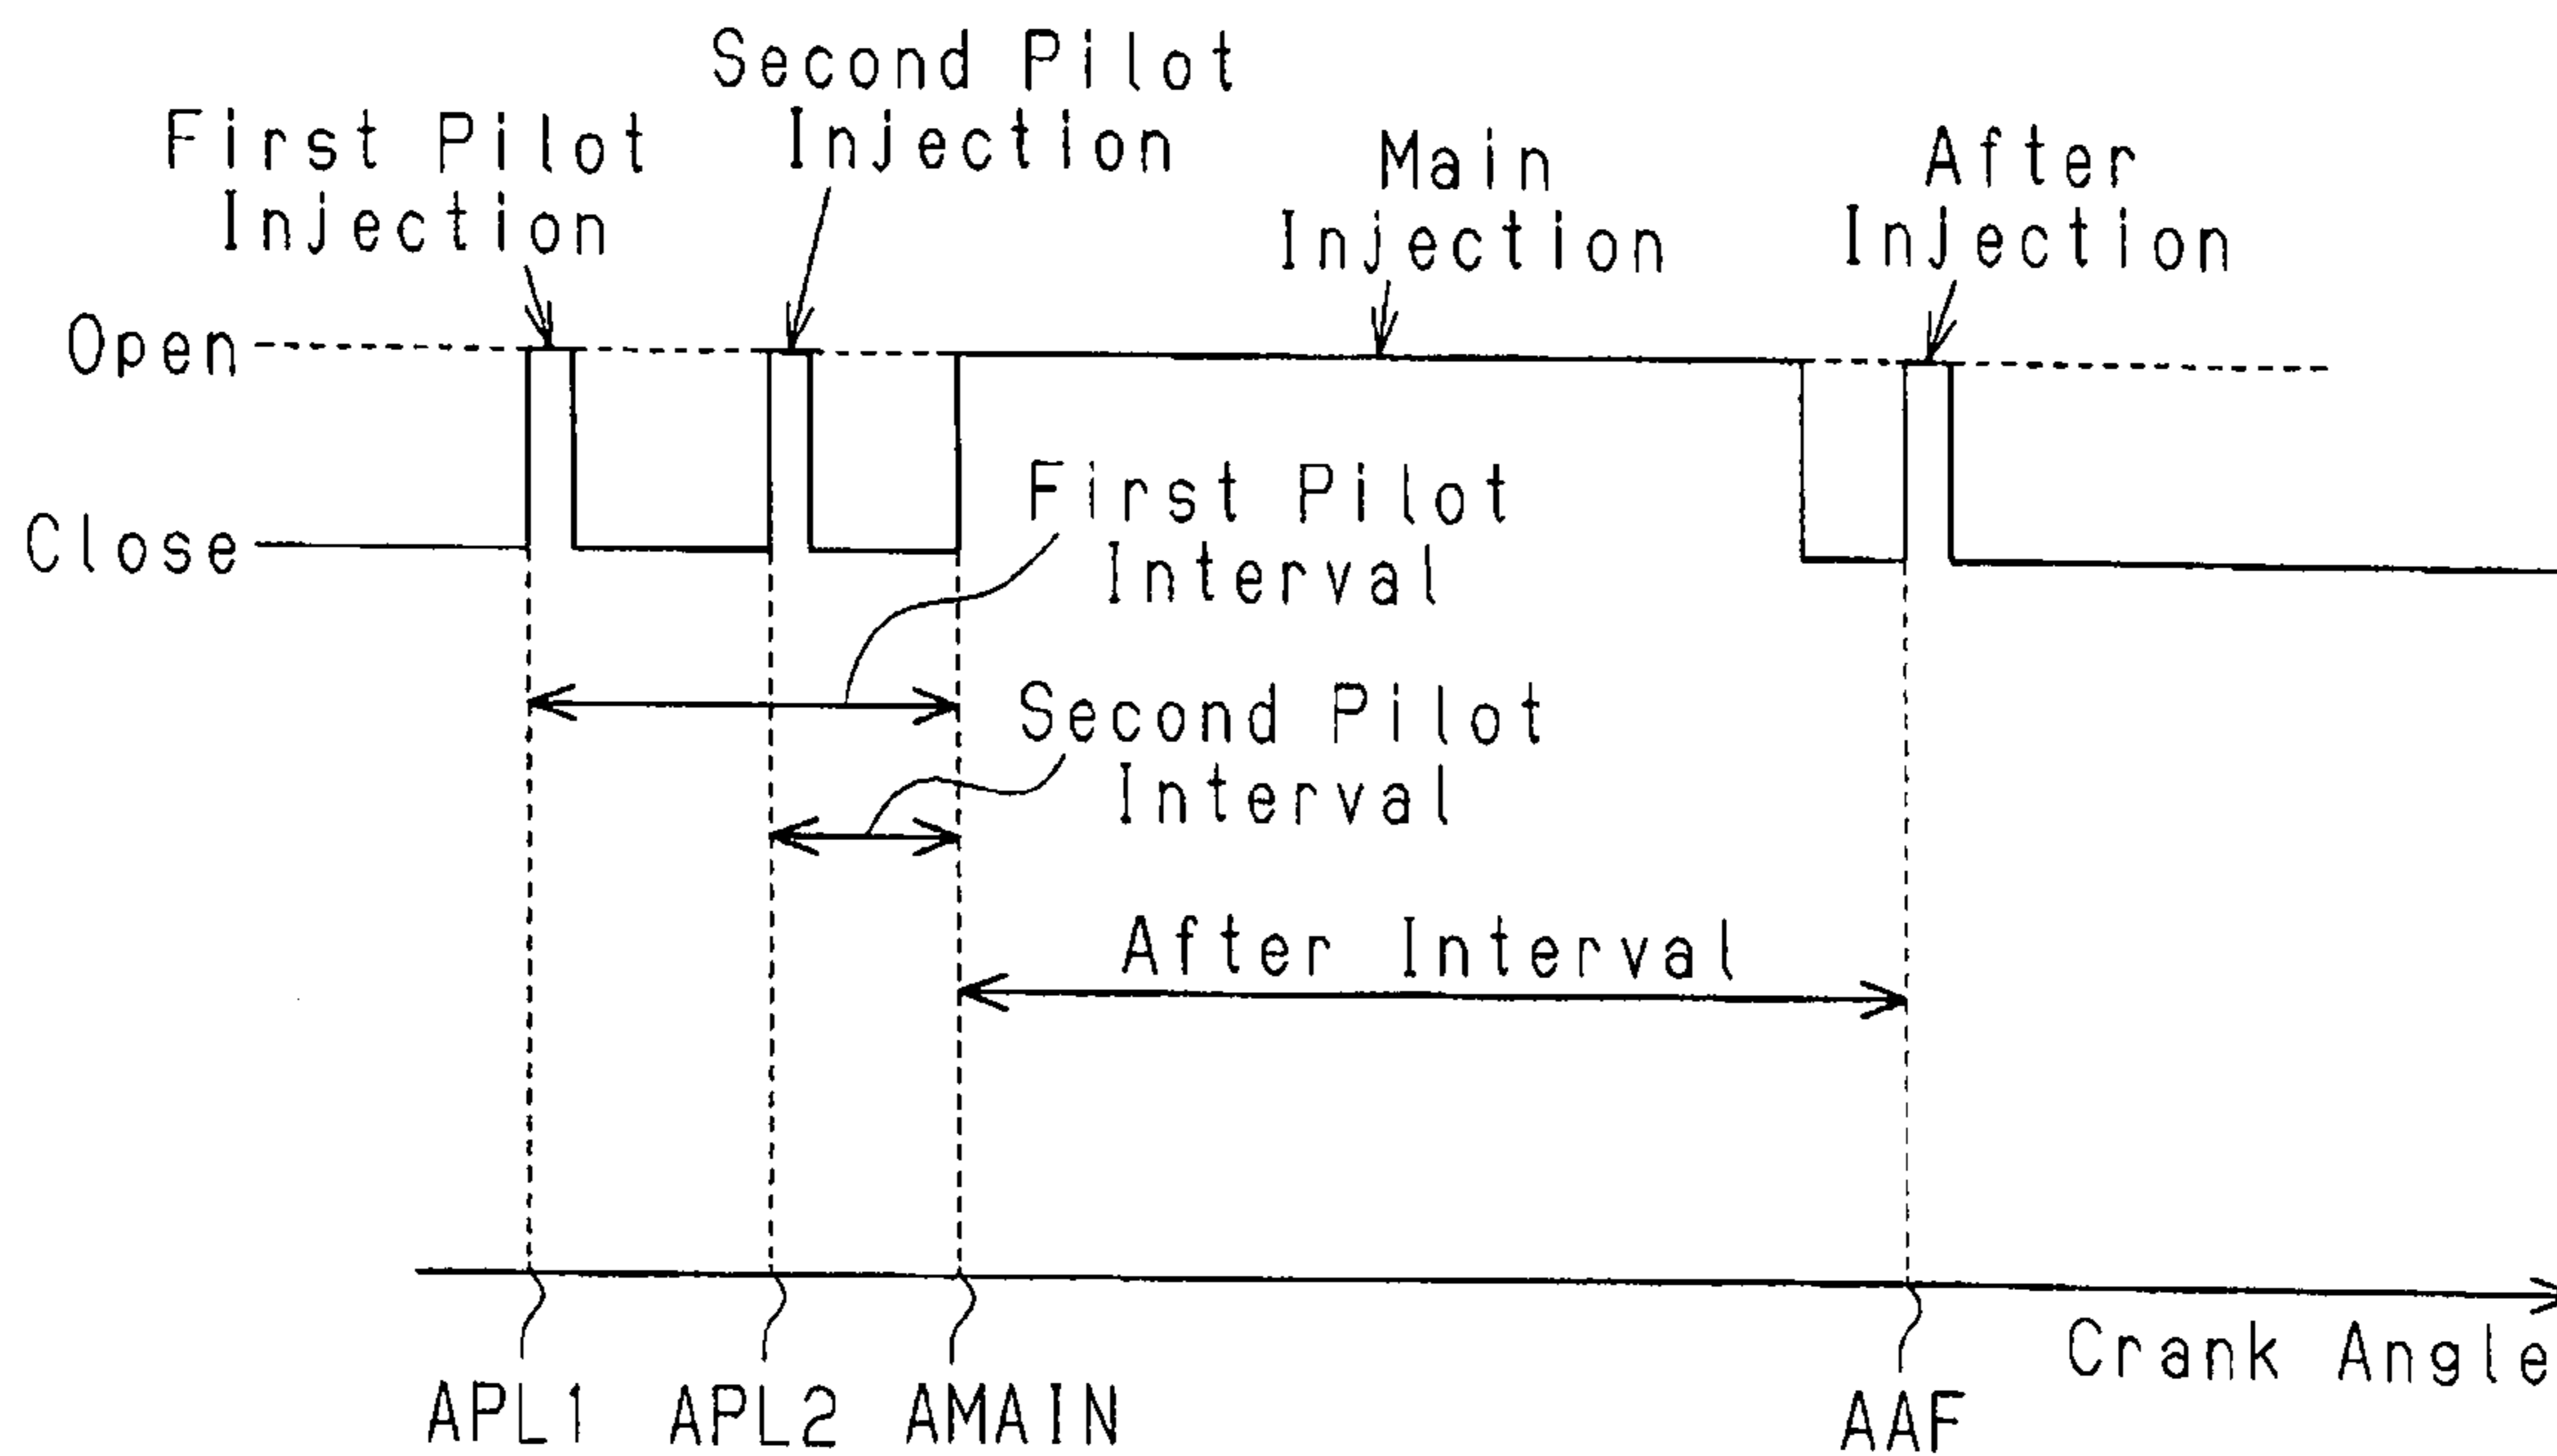 Second Pilot
Injection
First Pilot
Injection
Main
Injection
After
Injection
Open
Close
First Pilot
Interval
Second Pilot
Interval
After Interval
Crank Angle
APL1
APL2
AMAIN
AAF